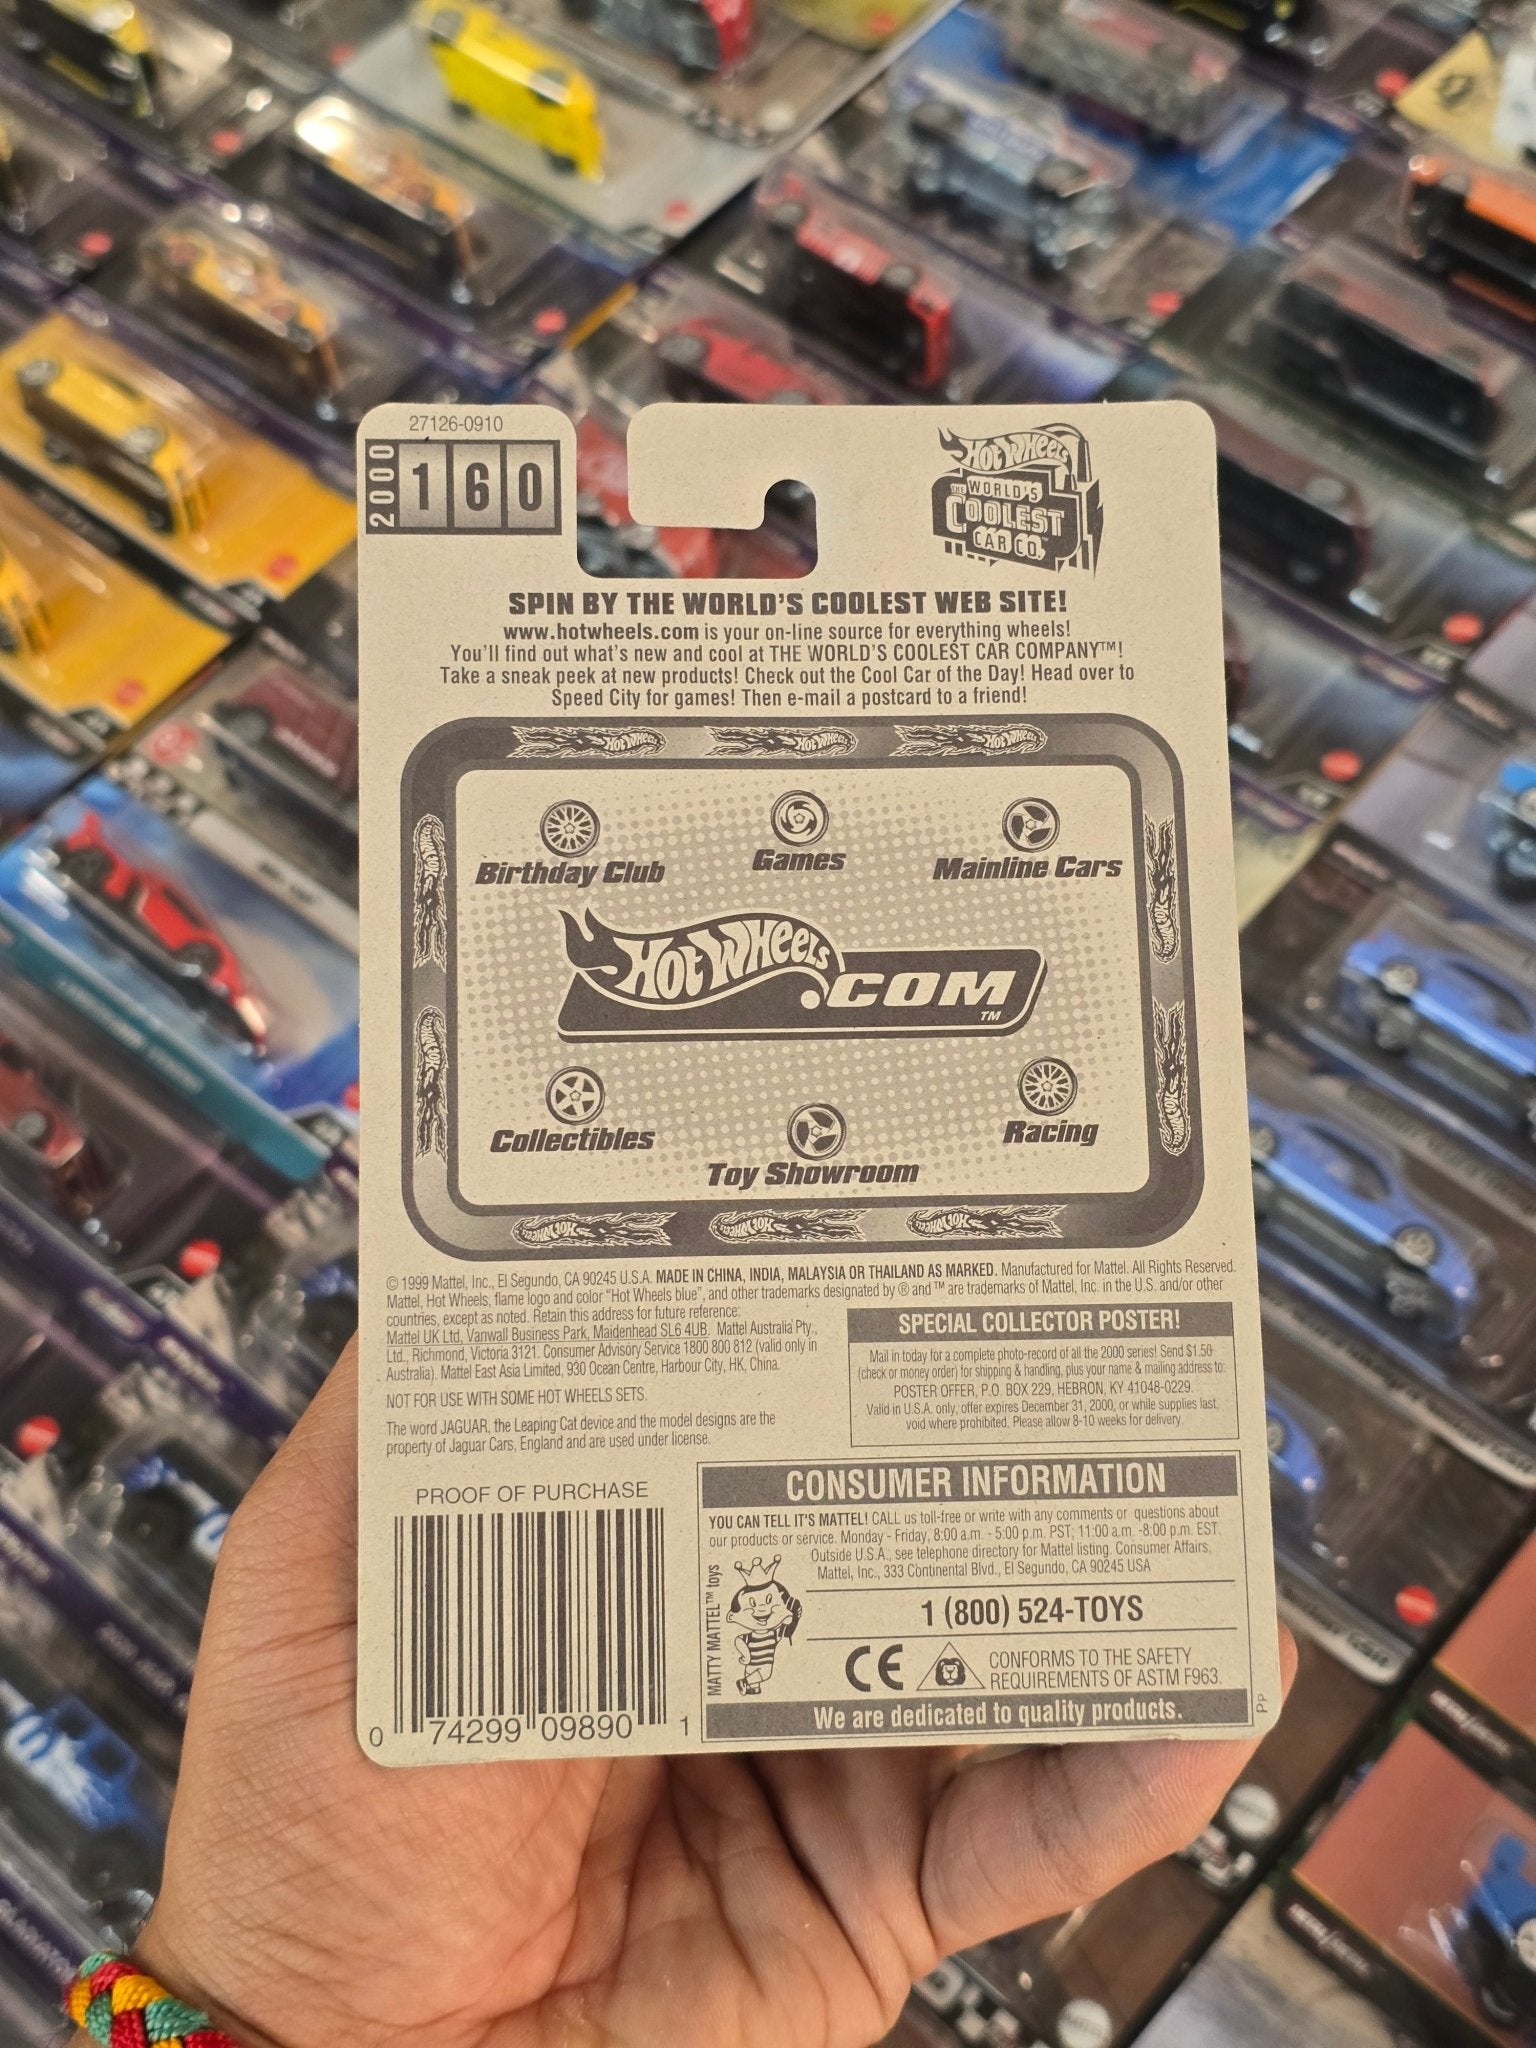 27126-0910
2000
160
HOT WHEELS
THE WORLD'S
COOLEST
CAR CO.™
SPIN BY THE WORLD'S COOLEST WEB SITE!
www.hotwheels.com is your on-line source for everything wheels!
You'll find out what's new and cool at THE WORLD'S COOLEST CAR COMPANY™!
Take a sneak peek at new products! Check out the Cool Car of the Day! Head over to
Speed City for games! Then e-mail a postcard to a friend!
HOT WHEELS HOT WHEELS HOT WHEELS
Birthday Club
Games
Mainline Cars
HOT WHEELS
.COM™
Collectibles
Toy Showroom
Racing
HOT WHEELS HOT WHEELS HOT WHEELS
© 1999 Mattel, Inc., El Segundo, CA 90245 U.S.A. MADE IN CHINA, INDIA, MALAYSIA OR THAILAND AS MARKED. Manufactured for Mattel. All Rights Reserved.
Mattel, Hot Wheels, flame logo and color "Hot Wheels blue", and other trademarks designated by ® and ™ are trademarks of Mattel, Inc. in the U.S. and/or other
countries, except as noted. Retain this address for future reference:
Mattel UK Ltd, Vanwall Business Park, Maidenhead SL6 4UB. Mattel Australia Pty.,
Ltd., Richmond, Victoria 3121. Consumer Advisory Service 1800 800 812 (valid only in
Australia). Mattel East Asia Limited, 930 Ocean Centre, Harbour City, HK, China.
NOT FOR USE WITH SOME HOT WHEELS SETS.
The word JAGUAR, the Leaping Cat device and the model designs are the
property of Jaguar Cars, England and are used under license.
SPECIAL COLLECTOR POSTER!
Mail in today for a complete photo-record of all the 2000 series! Send $1.50
(check or money order) for shipping & handling, plus your name & mailing address to:
POSTER OFFER, P.O. BOX 229, HEBRON, KY 41048-0229.
Valid in U.S.A. only, offer expires December 31, 2000, or while supplies last,
void where prohibited. Please allow 8-10 weeks for delivery.
PROOF OF PURCHASE
0 74299 09890 1
CONSUMER INFORMATION
YOU CAN TELL IT'S MATTEL! CALL us toll-free or write with any comments or questions about
our products or service. Monday - Friday, 8:00 a.m. - 5:00 p.m. PST; 11:00 a.m. -8:00 p.m. EST.
Outside U.S.A., see telephone directory for Mattel listing. Consumer Affairs,
Mattel, Inc., 333 Continental Blvd., El Segundo, CA 90245 USA
MATTY MATTEL™ toys
1 (800) 524-TOYS
CE
CONFORMS TO THE SAFETY
REQUIREMENTS OF ASTM F963.
We are dedicated to quality products.
PP